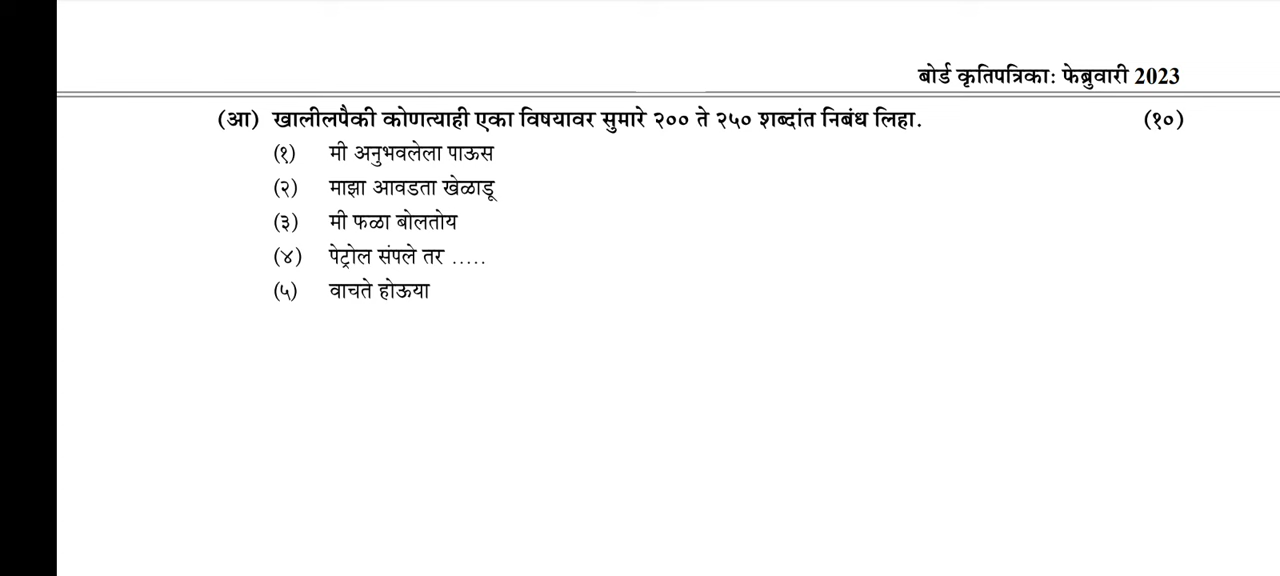 बोर्ड कृतिपत्रिका: फेब्रुवारी 2023
(आ) खालीलपैकी कोणत्याही एका विषयावर सुमारे २०० ते २५० शब्दांत निबंध लिहा. (१०)
(१) मी अनुभवलेला पाऊस
(२) माझा आवडता खेळाडू
(३) मी फळा बोलतोय
(४) पेट्रोल संपले तर .....
(५) वाचते होऊया